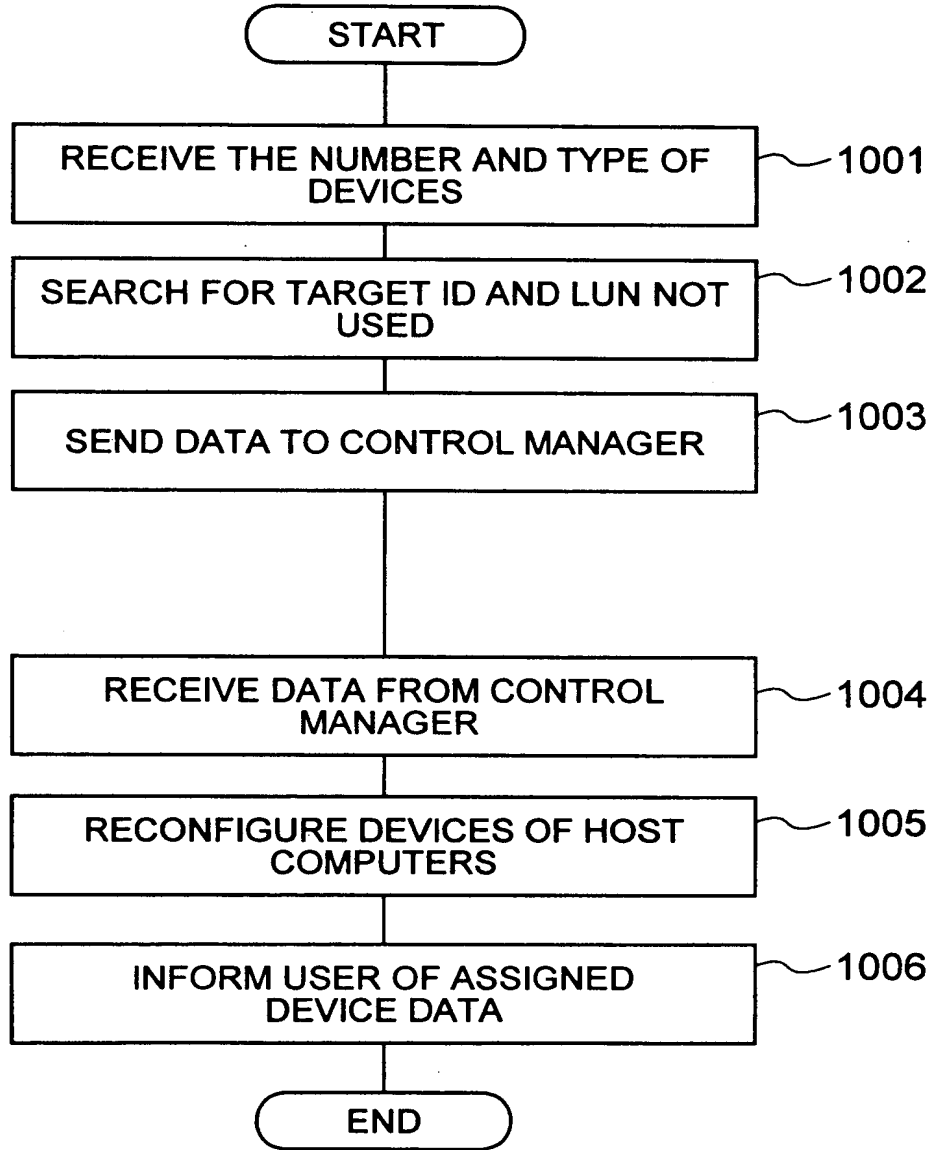 START
RECEIVE THE NUMBER AND TYPE OF
DEVICES
1001
SEARCH FOR TARGET ID AND LUN NOT
USED
1002
SEND DATA TO CONTROL MANAGER
1003
RECEIVE DATA FROM CONTROL
MANAGER
1004
RECONFIGURE DEVICES OF HOST
COMPUTERS
1005
INFORM USER OF ASSIGNED
DEVICE DATA
1006
END